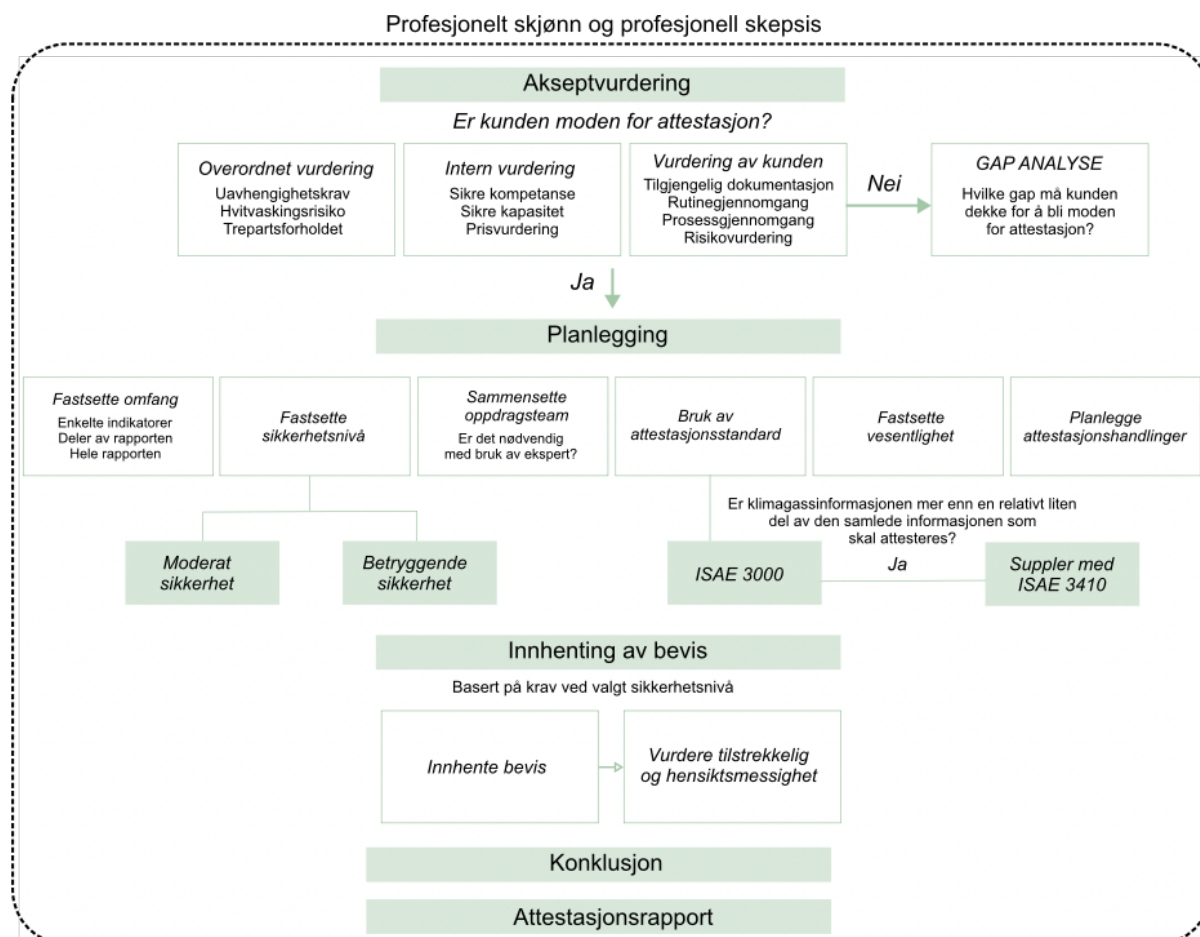 Profesjonelt skjønn og profesjonell skepsis
Akseptvurdering
Er kunden moden for attestasjon?
Overordnet vurdering
Uavhengighetskrav
Hvitvaskingsrisiko
Trepartsforholdet
Intern vurdering
Sikre kompetanse
Sikre kapasitet
Prisvurdering
Vurdering av kunden
Tilgjengelig dokumentasjon
Rutinegjennomgang
Prosessgjennomgang
Risikovurdering
Nei
GAP ANALYSE
Hvilke gap må kunden
dekke for å bli moden
for attestasjon?
Ja
Planlegging
Fastsette omfang
Enkelte indikatorer
Deler av rapporten
Hele rapporten
Fastsette
sikkerhetsnivå
Sammensette
oppdragsteam
Er det nødvendig
med bruk av ekspert?
Bruk av
attestasjonsstandard
Fastsette
vesentlighet
Planlegge
attestasjonshandlinger
Er klimagassinformasjonen mer enn en relativt liten
del av den samlede informasjonen som
skal attesteres?
Moderat
sikkerhet
Betryggende
sikkerhet
ISAE 3000
Ja
Suppler med
ISAE 3410
Innhenting av bevis
Basert på krav ved valgt sikkerhetsnivå
Innhente bevis
Vurdere tilstrekkelig
og hensiktsmessighet
Konklusjon
Attestasjonsrapport